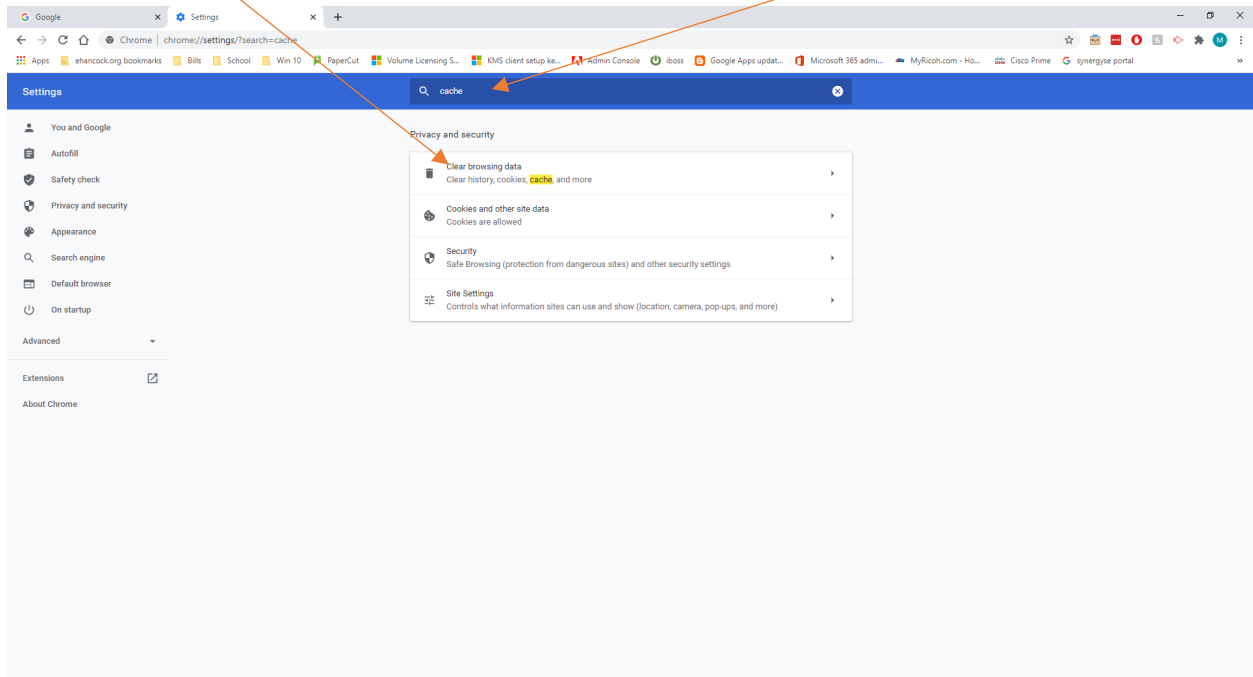 Google
Settings
Chrome | chrome://settings/?search=cache
Apps ehancock.org bookmarks Bills School Win 10 PaperCut Volume Licensing S... KMS client setup ke... Admin Console iboss Google Apps updat... Microsoft 365 admi... MyRicoh.com - Ho... Cisco Prime synergyse portal »
Settings
cache
You and Google
Autofill
Safety check
Privacy and security
Appearance
Search engine
Default browser
On startup
Advanced
Extensions
About Chrome
Privacy and security
Clear browsing data
Clear history, cookies, cache, and more
Cookies and other site data
Cookies are allowed
Security
Safe Browsing (protection from dangerous sites) and other security settings
Site Settings
Controls what information sites can use and show (location, camera, pop-ups, and more)
M